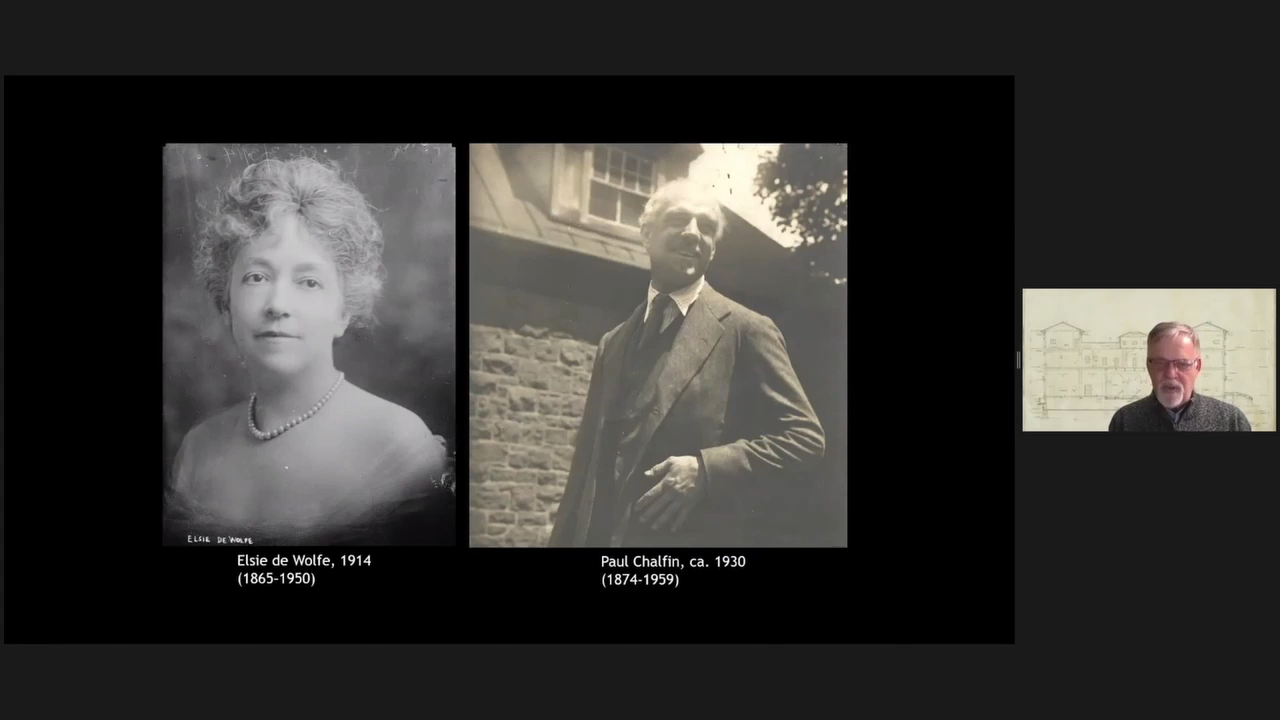 ELSIE DE WOLFE
Elsie de Wolfe, 1914
(1865-1950)
Paul Chalfin, ca. 1930
(1874-1959)